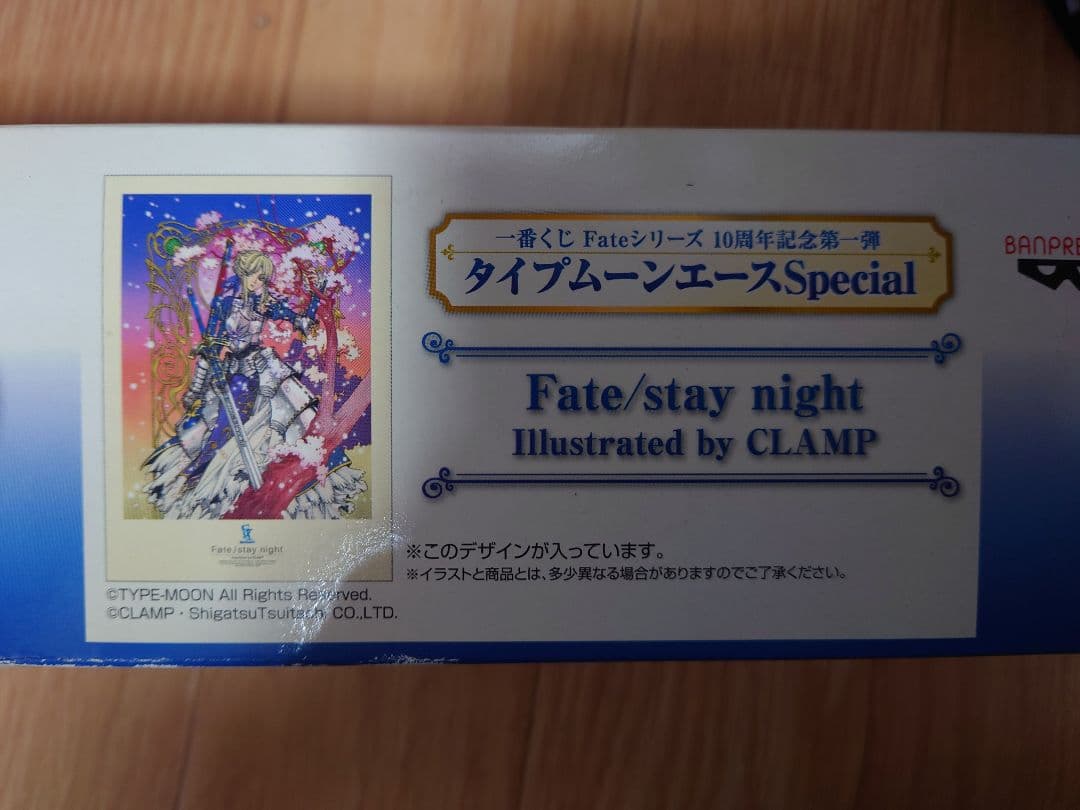 一番くじ Fateシリーズ 10周年記念第一弾
タイプムーンエースSpecial
BANPRE
Fate/stay night
Illustrated by CLAMP
Fate/stay night
※このデザインが入っています。
※イラストと商品とは、多少異なる場合がありますのでご了承ください。
©TYPE-MOON All Rights Reserved.
©CLAMP・ShigatsuTsuitachi CO.,LTD.